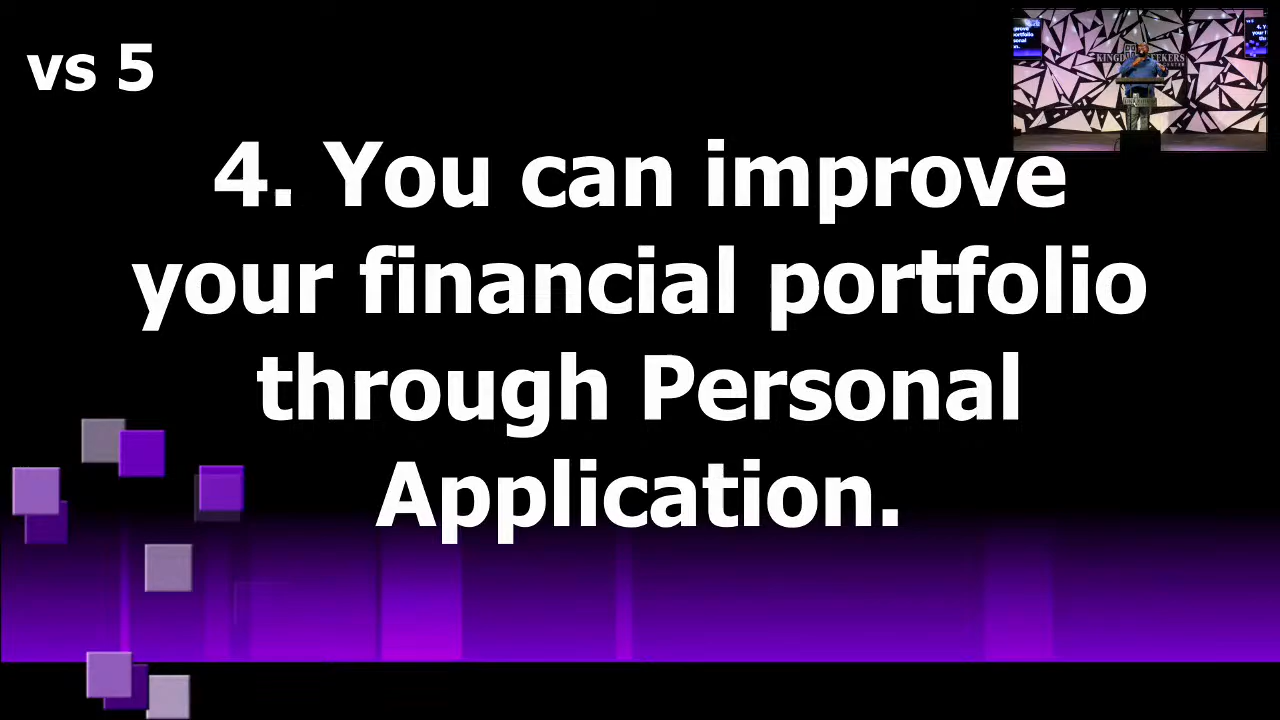 vs 5
4. You can improve
your financial portfolio
through Personal
Application.